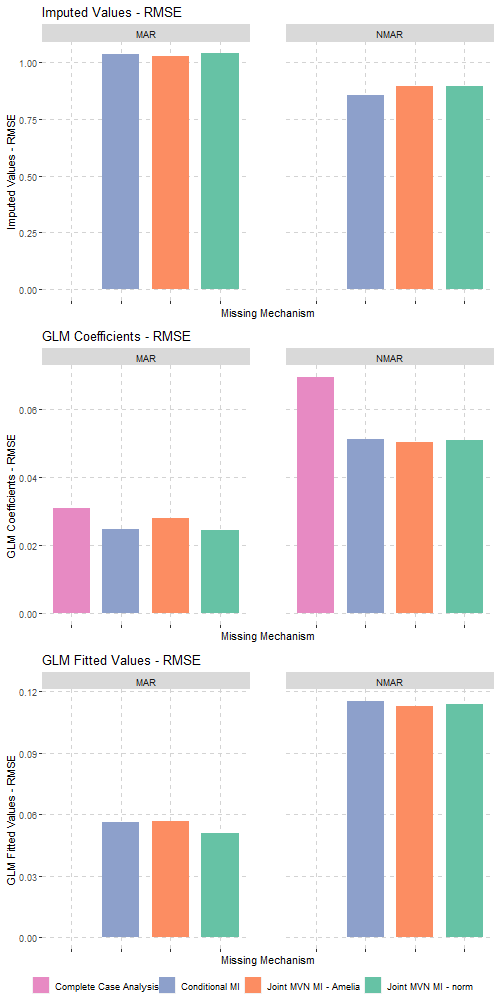 Imputed Values - RMSE
MAR
NMAR
Imputed Values - RMSE
1.00
0.75
0.50
0.25
0.00
Missing Mechanism
GLM Coefficients - RMSE
MAR
NMAR
GLM Coefficients - RMSE
0.06
0.04
0.02
0.00
Missing Mechanism
GLM Fitted Values - RMSE
MAR
NMAR
GLM Fitted Values - RMSE
0.12
0.09
0.06
0.03
0.00
Missing Mechanism
Complete Case Analysis Conditional MI Joint MVN MI - Amelia Joint MVN MI - norm